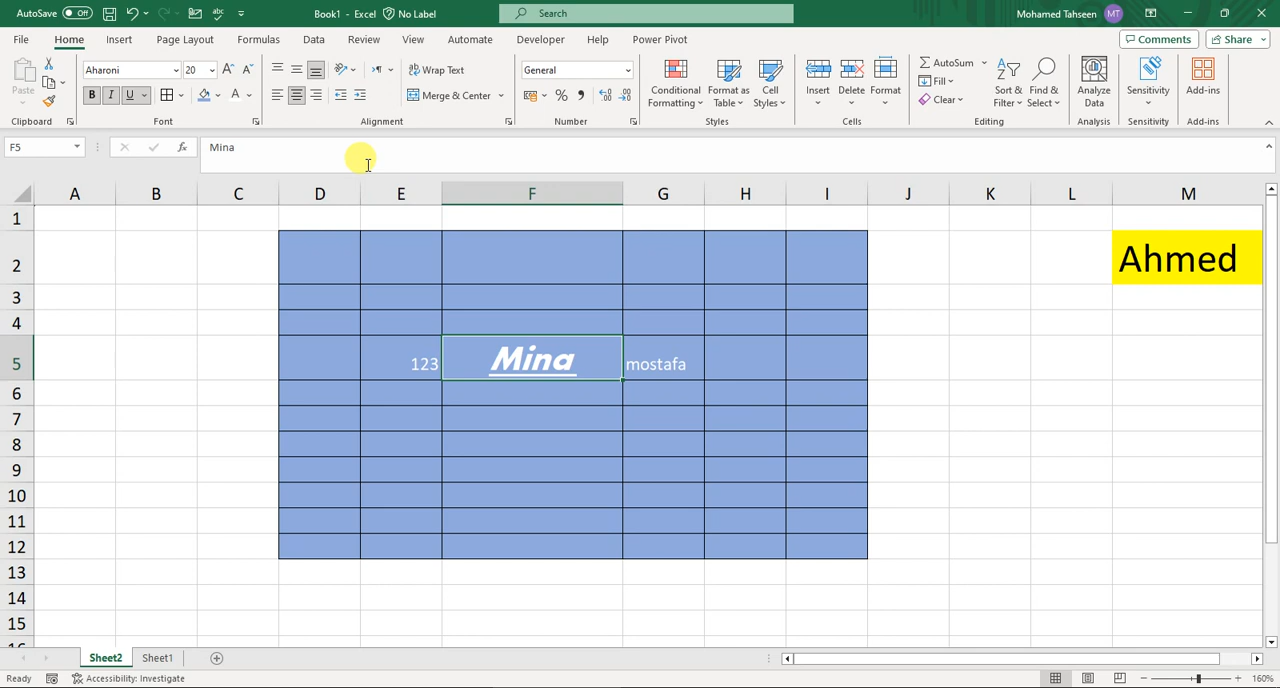 AutoSave Off Book1 - Excel No Label Search Mohamed Tahseen MT
File Home Insert Page Layout Formulas Data Review View Automate Developer Help Power Pivot Comments Share
Paste Aharoni 20 Wrap Text General Conditional Formatting Format as Table Cell Styles Insert Delete Format AutoSum Sort & Filter Find & Select Analyze Data Sensitivity Add-ins
B I U A Merge & Center % Fill
Clear
Clipboard Font Alignment Number Styles Cells Editing Analysis Sensitivity Add-ins
F5 fx Mina
A B C D E F G H I J K L M
1
2 Ahmed
3
4
5 123 Mina mostafa
6
7
8
9
10
11
12
13
14
15
16
Sheet2 Sheet1
Ready Accessibility: Investigate 160%